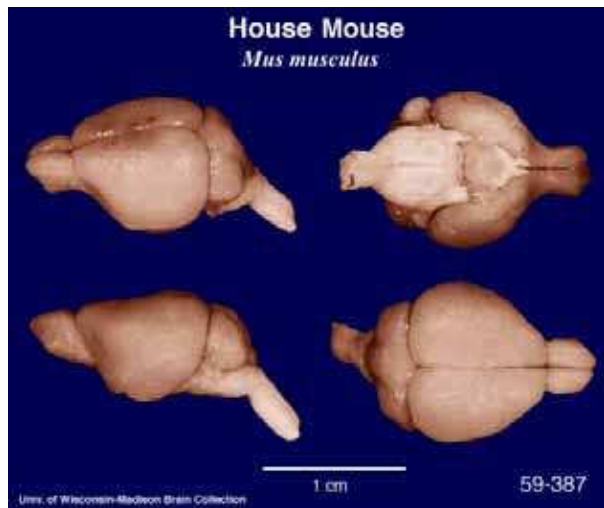 House Mouse
Mus musculus
1 cm
59-387
Univ. of Wisconsin-Madison Brain Collection